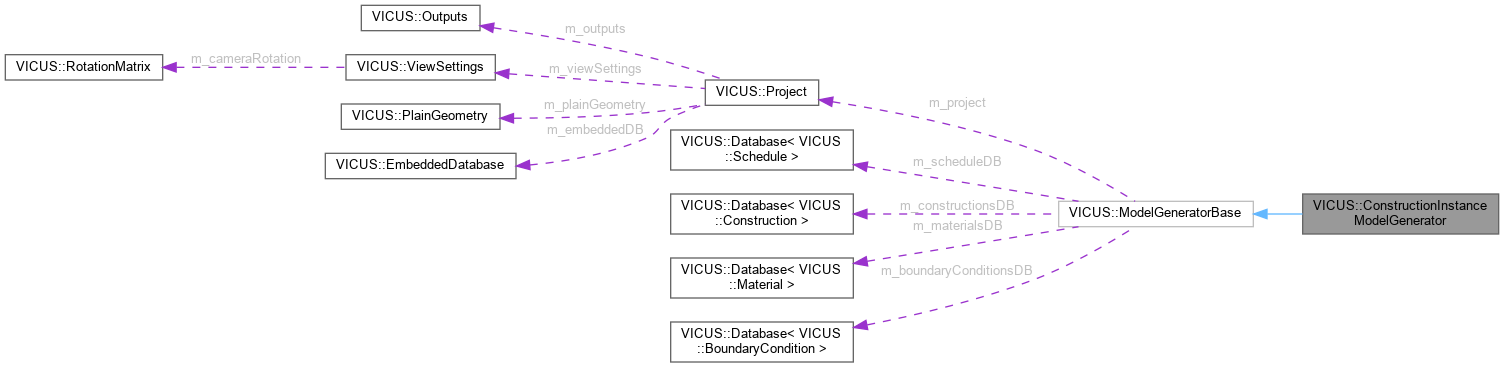 VICUS::Outputs
m_outputs
VICUS::RotationMatrix
m_cameraRotation
VICUS::ViewSettings
m_viewSettings
VICUS::Project
m_plainGeometry
VICUS::PlainGeometry
m_embeddedDB
VICUS::EmbeddedDatabase
m_project
VICUS::Database< VICUS
::Schedule >
m_scheduleDB
VICUS::Database< VICUS
::Construction >
m_constructionsDB
m_materialsDB
VICUS::ModelGeneratorBase
VICUS::ConstructionInstance
ModelGenerator
VICUS::Database< VICUS
::Material >
m_boundaryConditionsDB
VICUS::Database< VICUS
::BoundaryCondition >